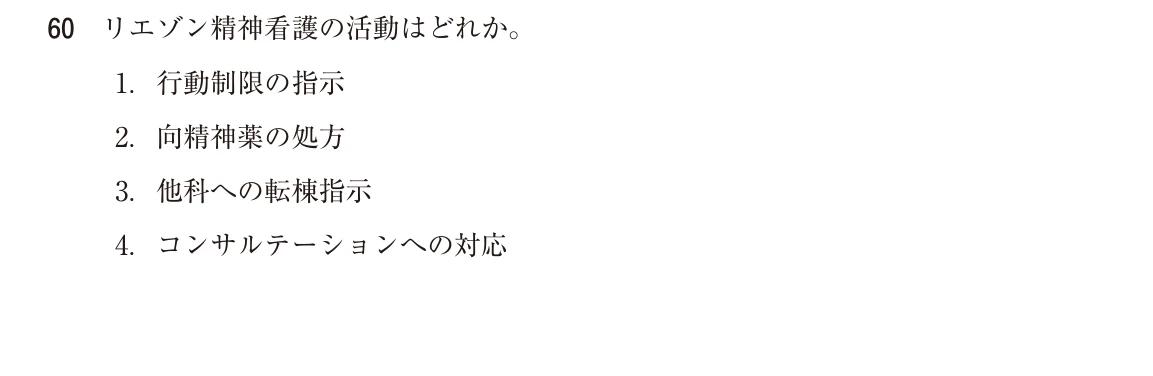 60 リエゾン精神看護の活動はどれか。
1. 行動制限の指示
2. 向精神薬の処方
3. 他科への転棟指示
4. コンサルテーションへの対応